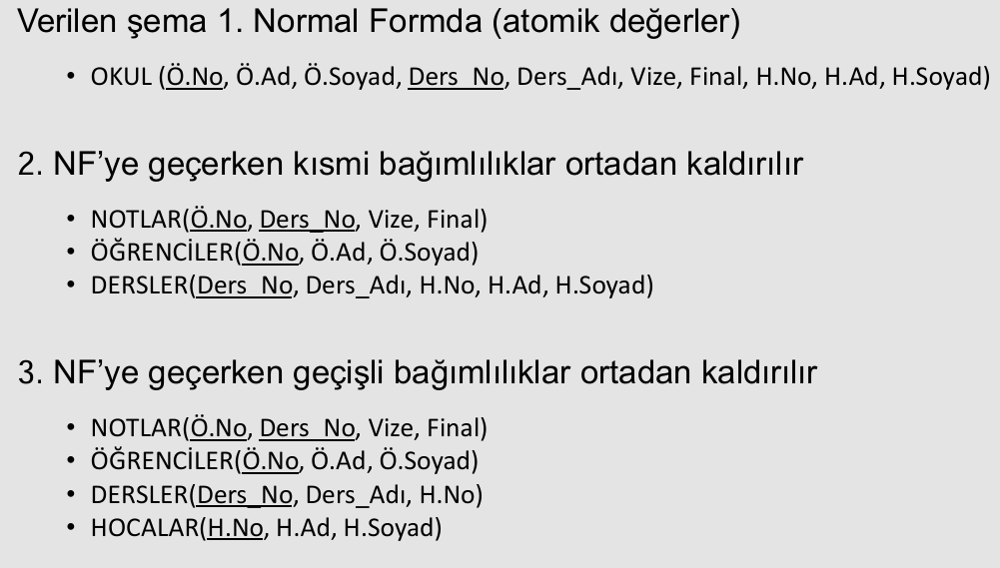 Verilen şema 1. Normal Formda (atomik değerler)
• OKUL (Ö.No, Ö.Ad, Ö.Soyad, Ders_No, Ders_Adı, Vize, Final, H.No, H.Ad, H.Soyad)
2. NF’ye geçerken kısmi bağımlılıklar ortadan kaldırılır
• NOTLAR(Ö.No, Ders_No, Vize, Final)
• ÖĞRENCİLER(Ö.No, Ö.Ad, Ö.Soyad)
• DERSLER(Ders_No, Ders_Adı, H.No, H.Ad, H.Soyad)
3. NF’ye geçerken geçişli bağımlılıklar ortadan kaldırılır
• NOTLAR(Ö.No, Ders_No, Vize, Final)
• ÖĞRENCİLER(Ö.No, Ö.Ad, Ö.Soyad)
• DERSLER(Ders_No, Ders_Adı, H.No)
• HOCALAR(H.No, H.Ad, H.Soyad)